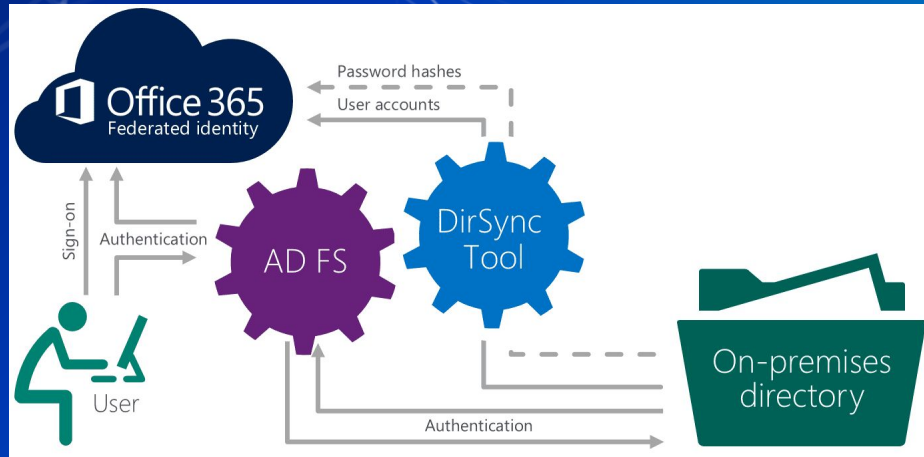 Office 365
Federated identity
Password hashes
User accounts
Sign-on
Authentication
AD FS
DirSync
Tool
User
On-premises
directory
Authentication